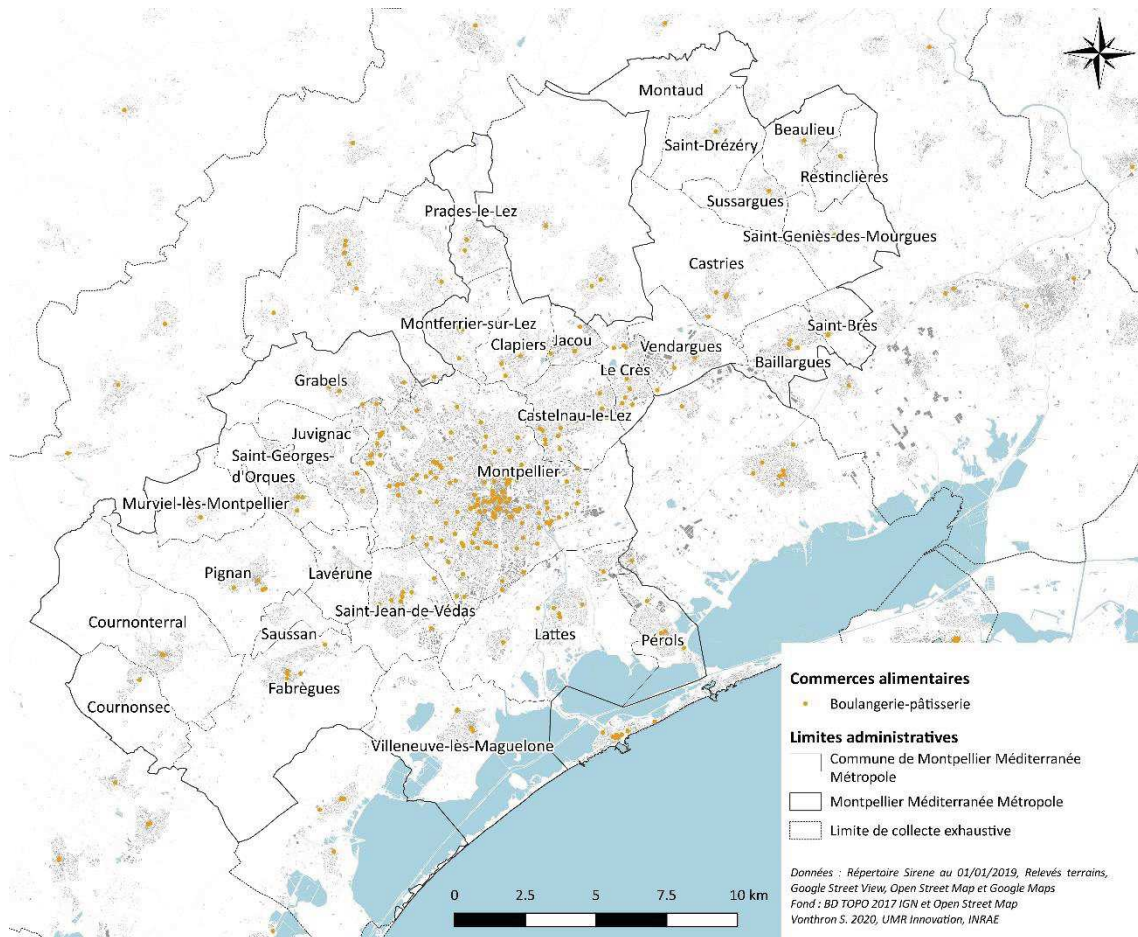 Montaud
Beaulieu
Saint-Drézéry
Restinclières
Sussargues
Prades-le-Lez
Saint-Geniès-des-Mourgues
Castries
Montferrier-sur-Lez
Saint-Brès
Clapiers
Jacou
Vendargues
Baillargues
Le Crès
Grabels
Castelnau-le-Lez
Juvignac
Saint-Georges-
d'Orques
Montpellier
Murviel-lès-Montpellier
Pignan
Lavérune
Saint-Jean-de-Védas
Cournonterral
Saussan
Lattes
Pérols
Fabrègues
Cournonsec
Villeneuve-lès-Maguelone
Commerces alimentaires
Boulangerie-pâtisserie
Limites administratives
Commune de Montpellier Méditerranée
Métropole
Montpellier Méditerranée Métropole
Limite de collecte exhaustive
Données : Répertoire Sirene au 01/01/2019, Relevés terrains,
Google Street View, Open Street Map et Google Maps
Fond : BD TOPO 2017 IGN et Open Street Map
Vonthron S. 2020, UMR Innovation, INRAE
0 2.5 5 7.5 10 km